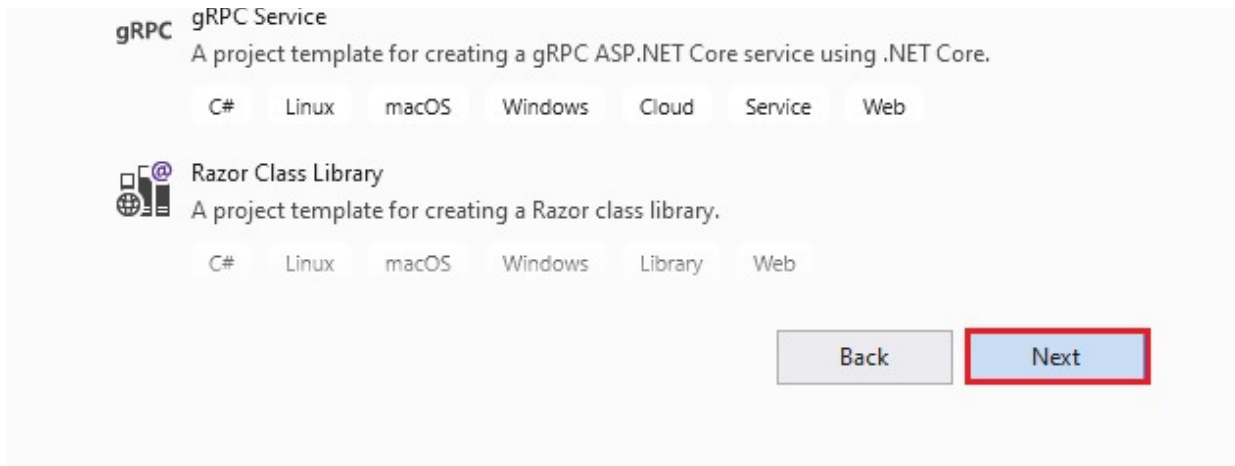 gRPC gRPC Service
A project template for creating a gRPC ASP.NET Core service using .NET Core.
C# Linux macOS Windows Cloud Service Web
@ Razor Class Library
A project template for creating a Razor class library.
C# Linux macOS Windows Library Web
Back Next